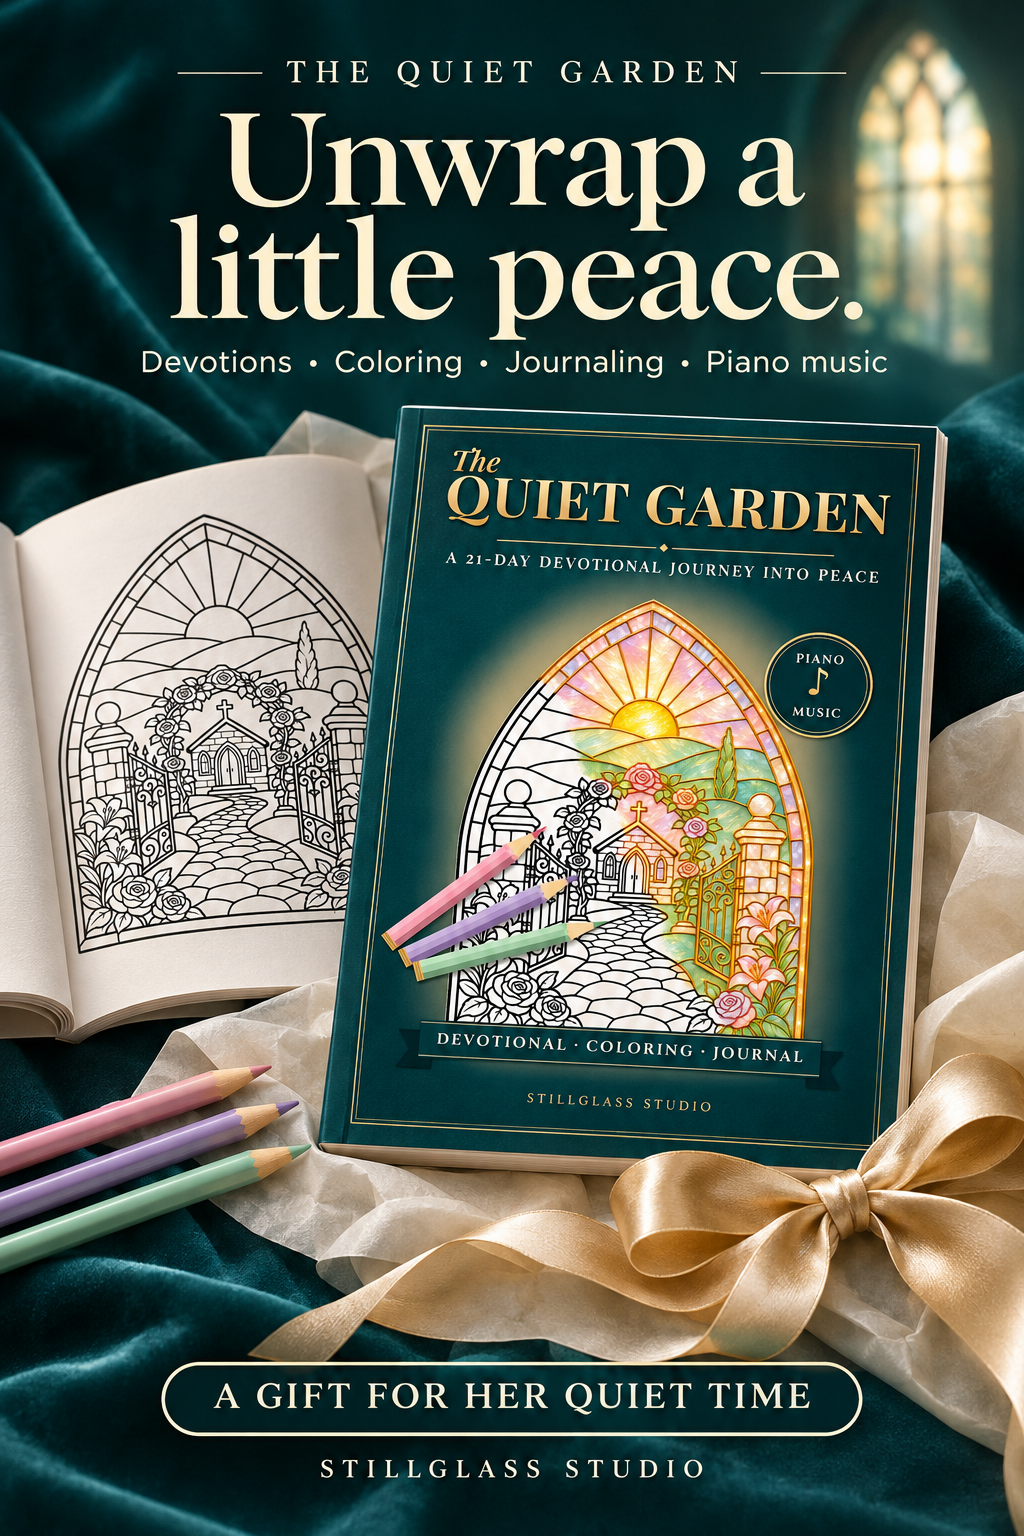 THE QUIET GARDEN
Unwrap a
little peace.
Devotions • Coloring • Journaling • Piano music
The
QUIET GARDEN
A 21-DAY DEVOTIONAL JOURNEY INTO PEACE
PIANO
MUSIC
DEVOTIONAL · COLORING · JOURNAL
STILLGLASS STUDIO
A GIFT FOR HER QUIET TIME
STILLGLASS STUDIO